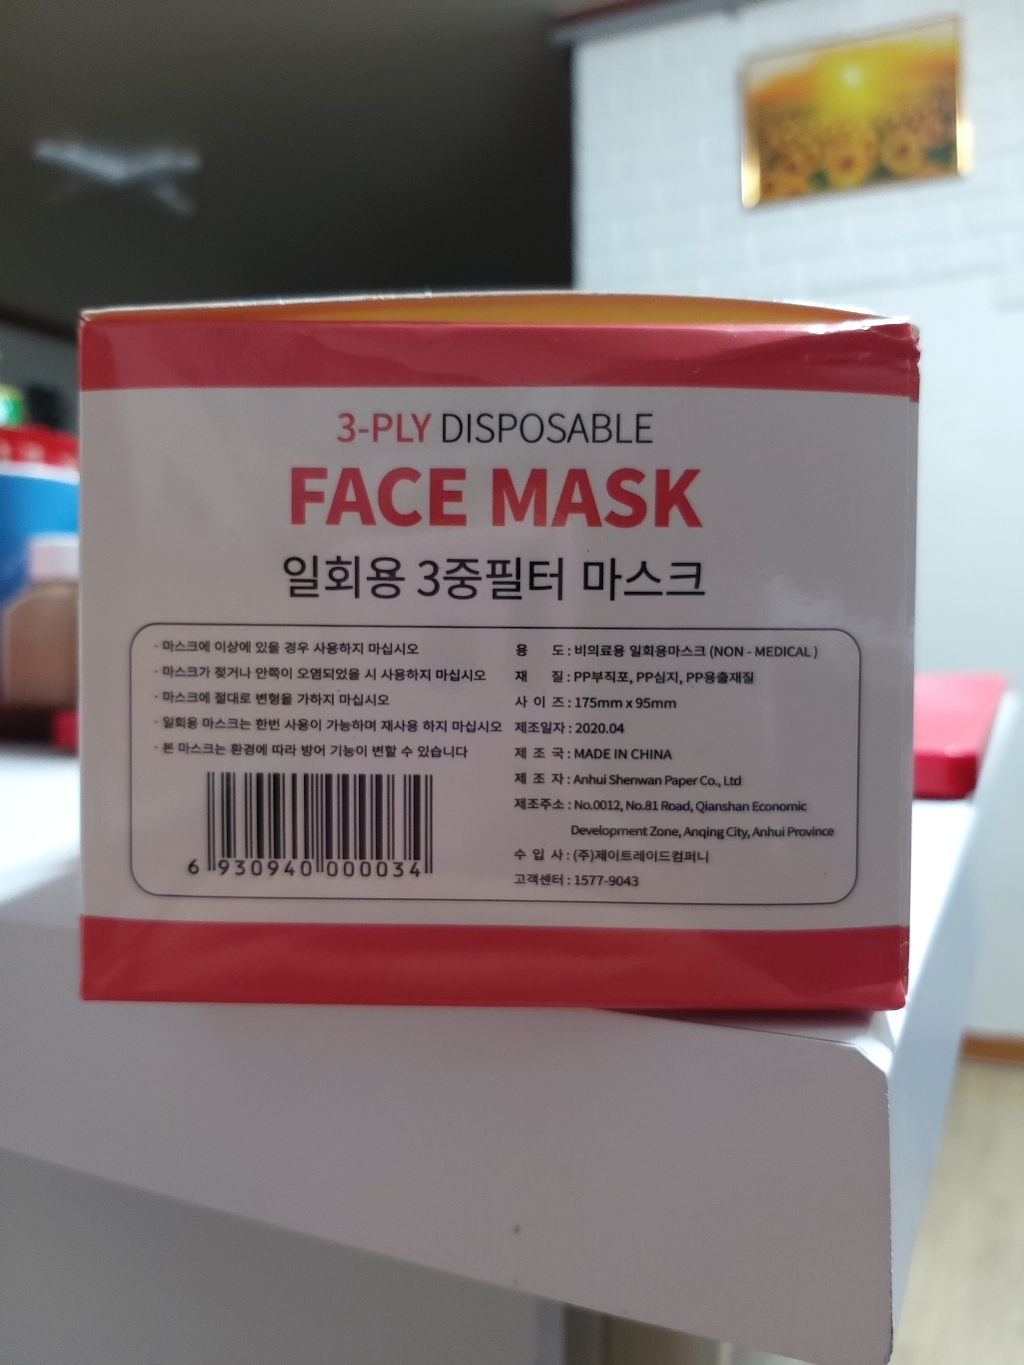 3-PLY DISPOSABLE
FACE MASK
일회용 3중필터 마스크
· 마스크에 이상에 있을 경우 사용하지 마십시오
· 마스크가 젖거나 안쪽이 오염되었을 시 사용하지 마십시오
· 마스크에 절대로 변형을 가하지 마십시오
· 일회용 마스크는 한번 사용이 가능하며 재사용 하지 마십시오
· 본 마스크는 환경에 따라 방어 기능이 변할 수 있습니다
6 930940 000034
용 도 : 비의료용 일회용마스크 (NON - MEDICAL )
재 질 : PP부직포, PP심지, PP용출재질
사 이 즈 : 175mm x 95mm
제조일자 : 2020.04
제 조 국 : MADE IN CHINA
제 조 자 : Anhui Shenwan Paper Co., Ltd
제조주소 : No.0012, No.81 Road, Qianshan Economic
Development Zone, Anqing City, Anhui Province
수 입 사 : (주)제이트레이드컴퍼니
고객센터 : 1577-9043